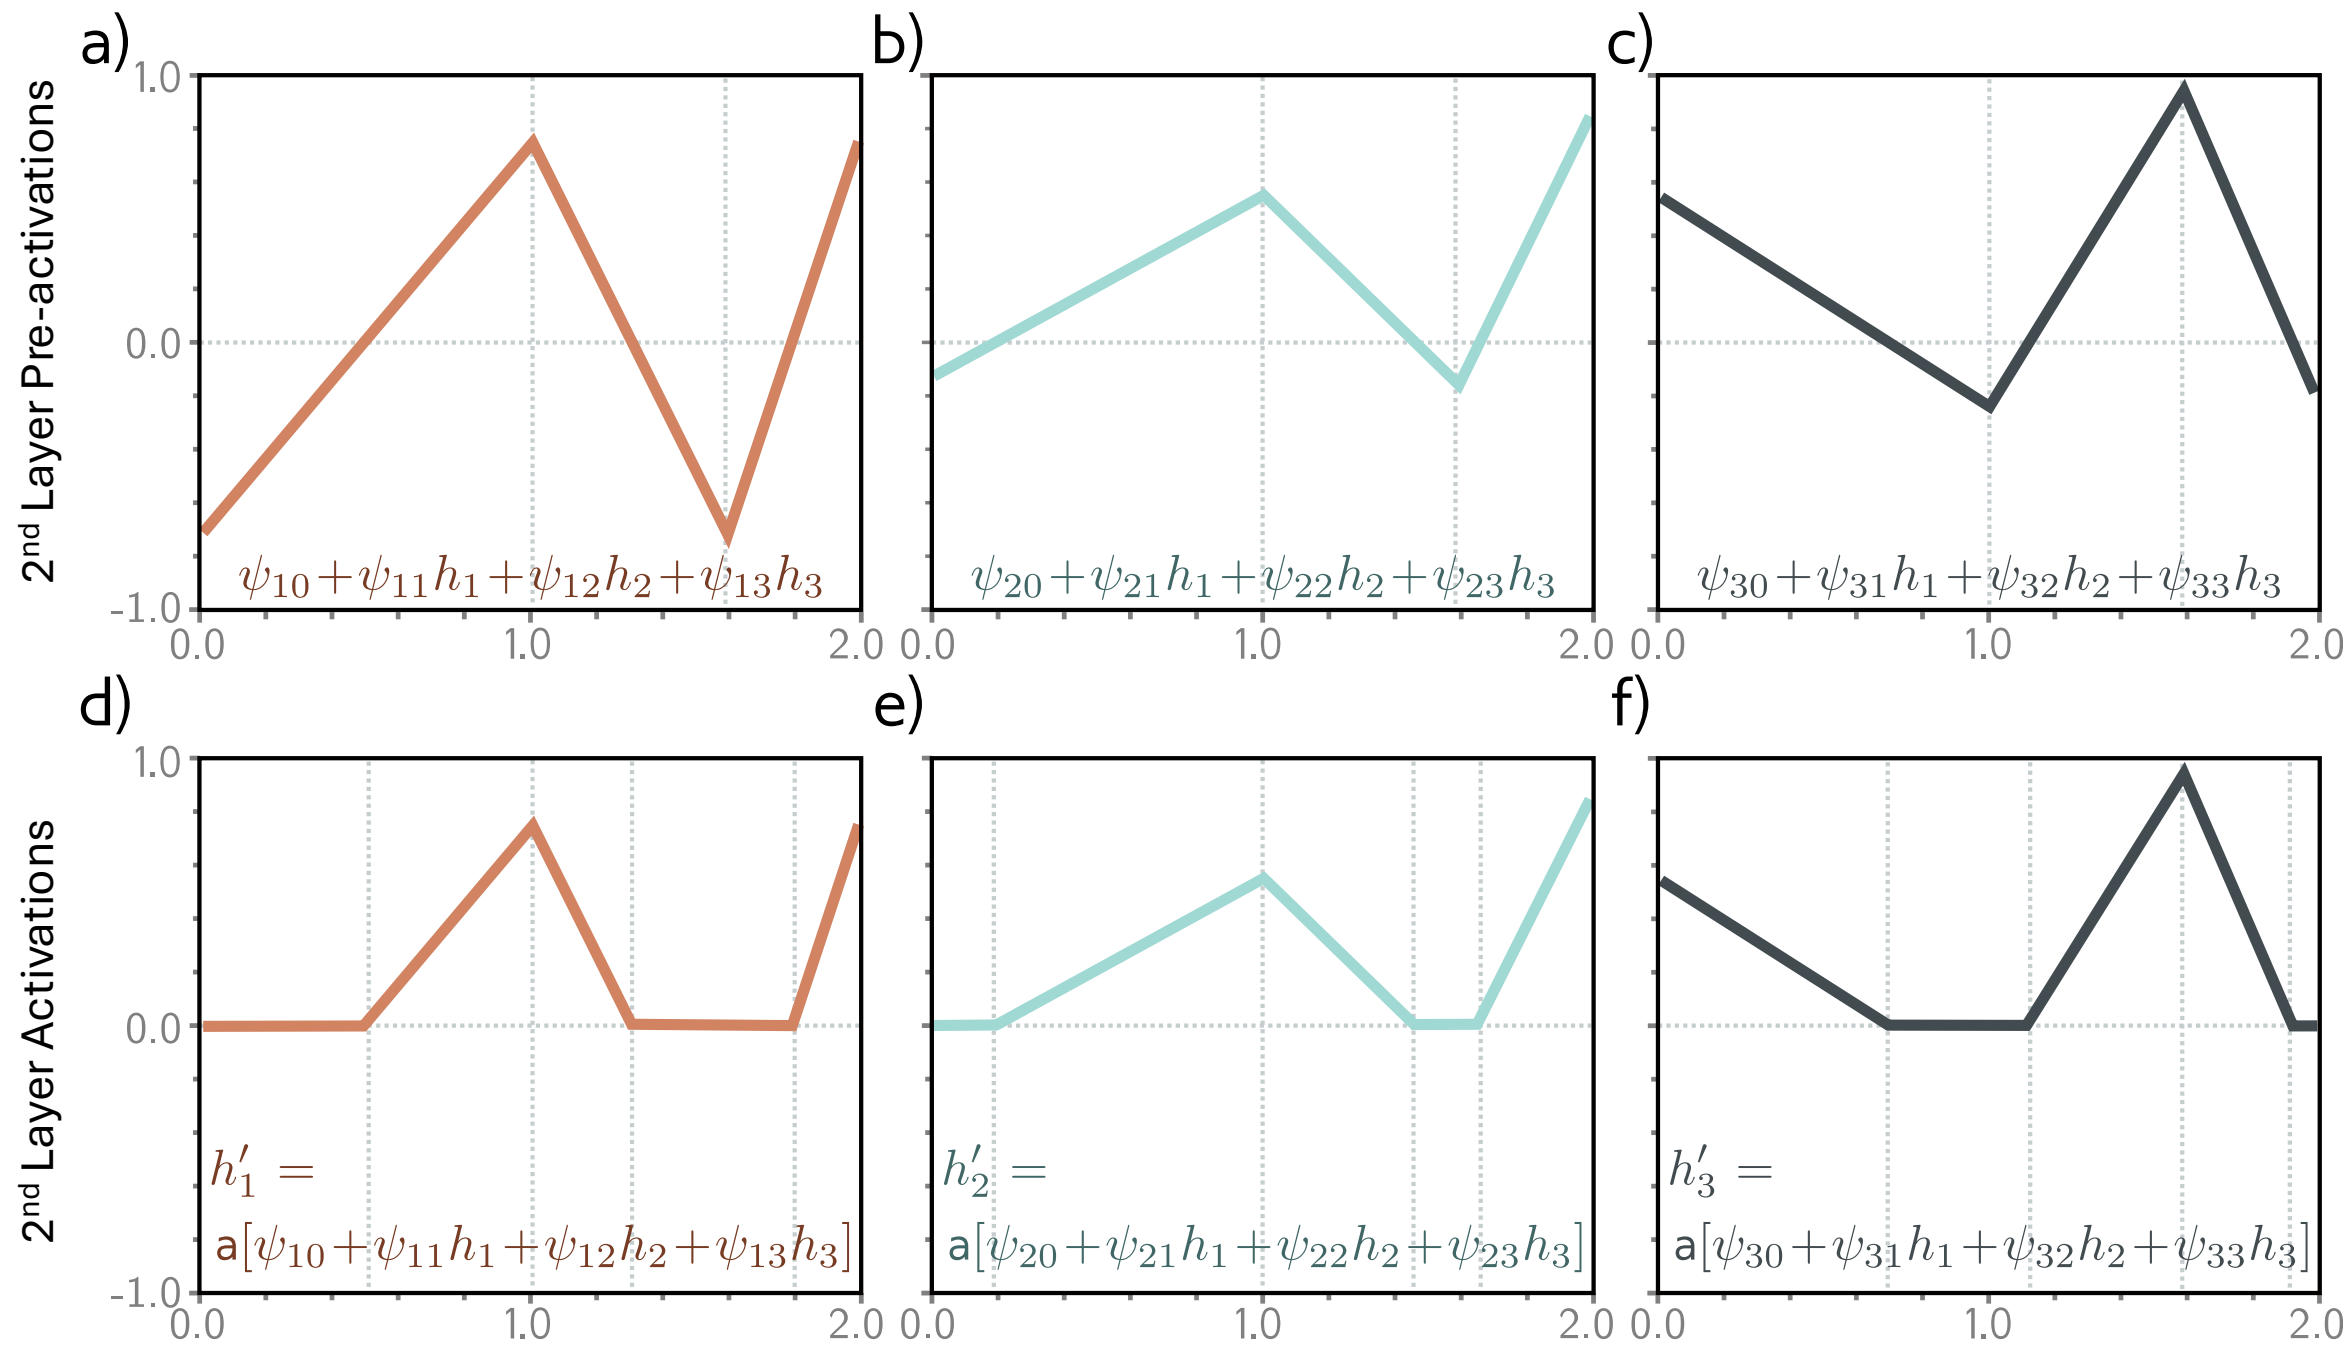 a)
b)
c)
2nd Layer Pre-activations
1.0
0.0
-1.0
ψ₁₀+ψ₁₁h₁+ψ₁₂h₂+ψ₁₃h₃
ψ₂₀+ψ₂₁h₁+ψ₂₂h₂+ψ₂₃h₃
ψ₃₀+ψ₃₁h₁+ψ₃₂h₂+ψ₃₃h₃
0.0 1.0 2.0
0.0 1.0 2.0
0.0 1.0 2.0
d)
e)
f)
2nd Layer Activations
1.0
0.0
-1.0
h′₁ =
a[ψ₁₀+ψ₁₁h₁+ψ₁₂h₂+ψ₁₃h₃]
h′₂ =
a[ψ₂₀+ψ₂₁h₁+ψ₂₂h₂+ψ₂₃h₃]
h′₃ =
a[ψ₃₀+ψ₃₁h₁+ψ₃₂h₂+ψ₃₃h₃]
0.0 1.0 2.0
0.0 1.0 2.0
0.0 1.0 2.0